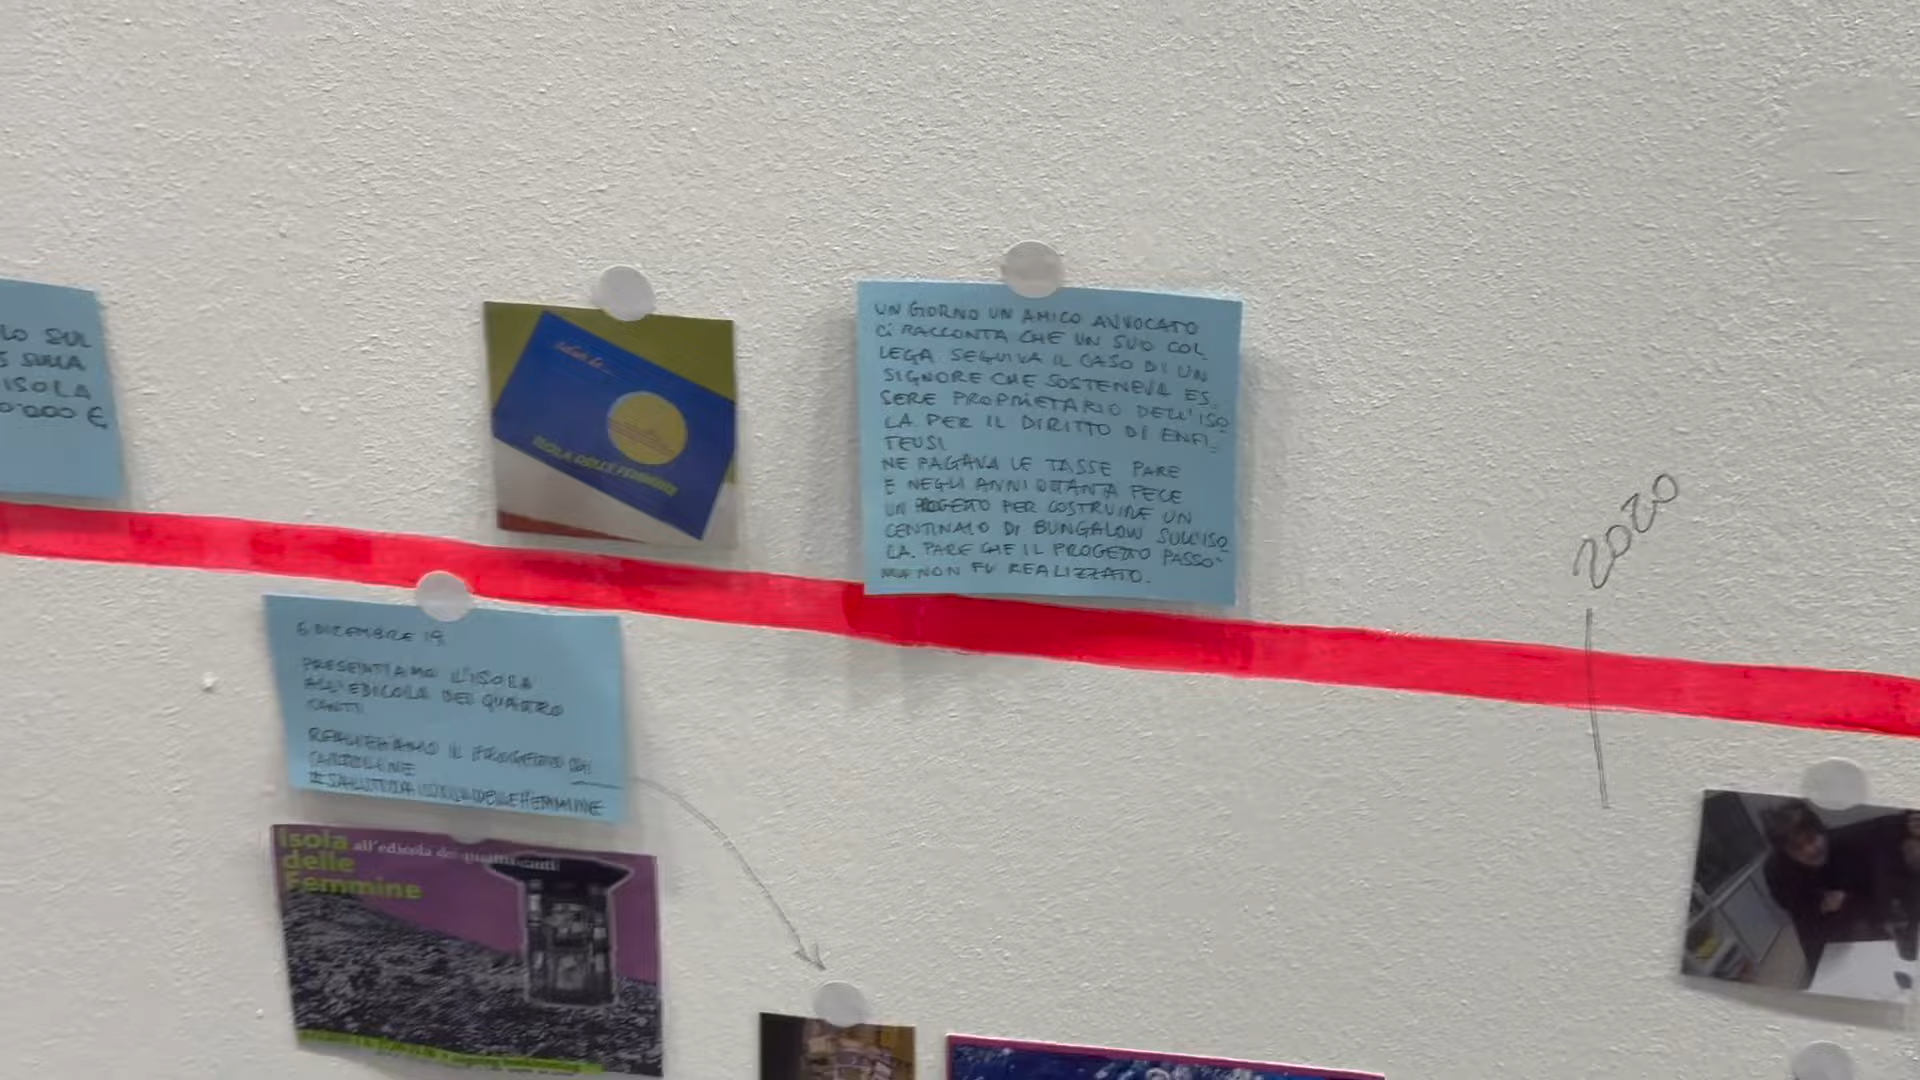 LO SUL
SULLA
ISOLA
0'000 €
ISOLA DELLE FEMMINE
UN GIORNO UN AMICO AVVOCATO
CI RACCONTA CHE UN SUO COL
LEGA SEGUIVA IL CASO DI UN
SIGNORE CHE SOSTENEVA ES_
SERE PROPRIETARIO DELL'ISO
LA PER IL DIRITTO DI ENFI_
TEUSI
NE PAGAVA LE TASSE PARE
E NEGLI ANNI OTTANTA FECE
UN PROGETTO PER COSTRUIRE UN
CENTINAIO DI BUNGALOW SULL'ISO
LA. PARE CHE IL PROGETTO PASSO'
MA NON FU REALIZZATO.
2020
6 DICEMBRE 19
PRESENTIAMO L'ISOLA
ALL'EDICOLA DEI QUATTRO
CANTI
REALIZZIAMO IL PROGETTO
CARTOLINE
Isola all'edicola dei quattro canti
delle
Femmine